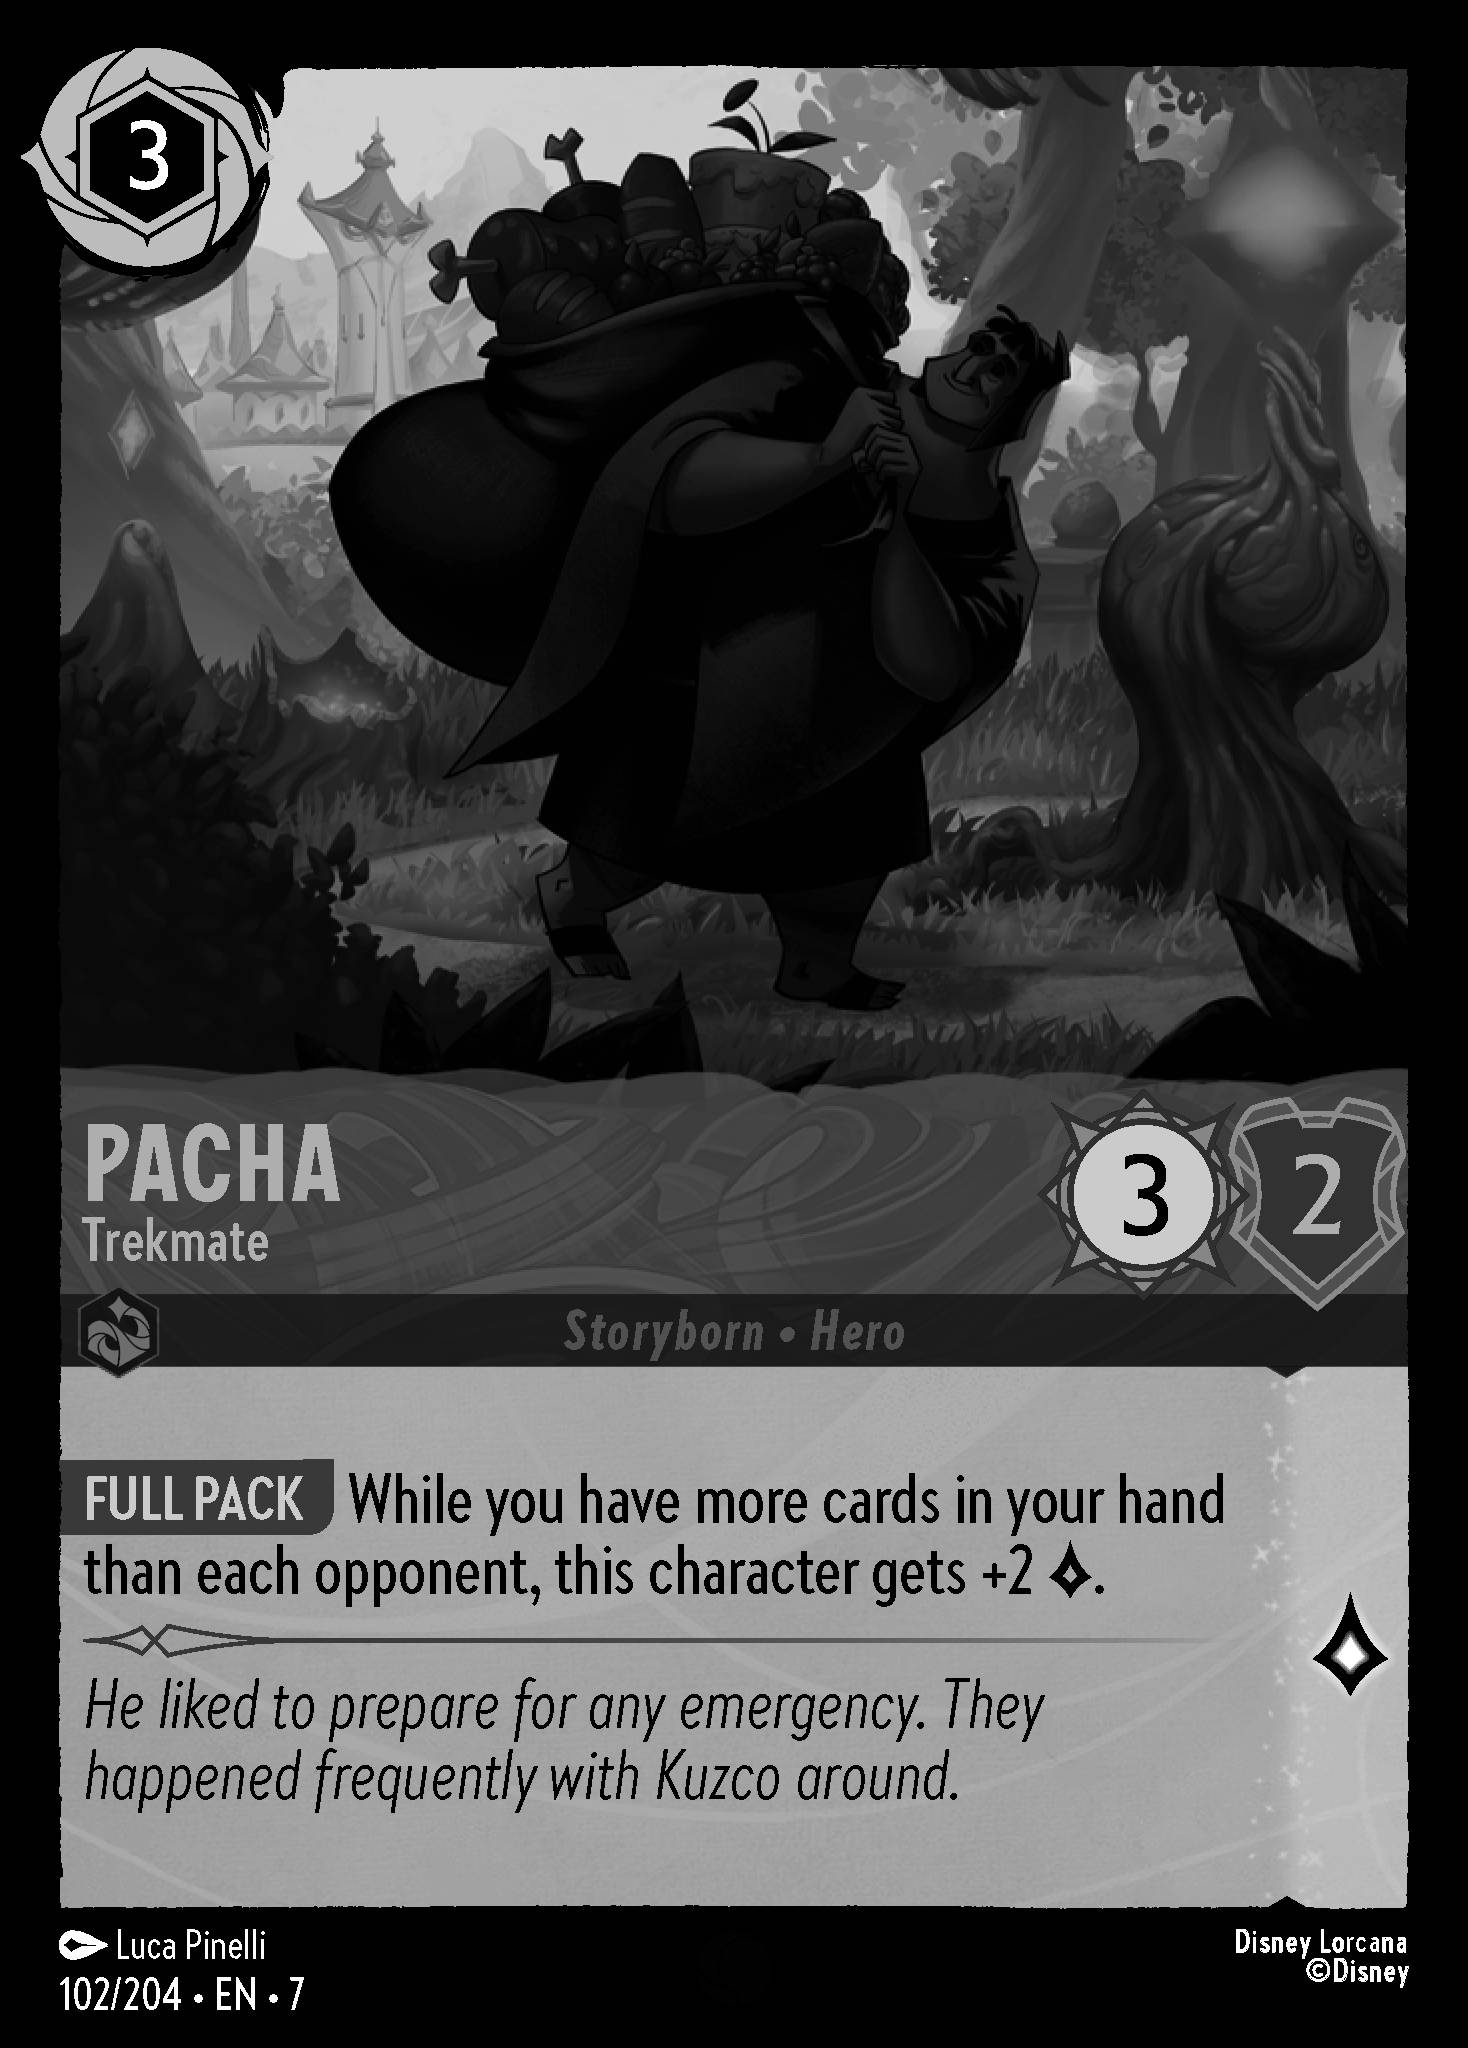 3
PACHA
Trekmate
3
2
Storyborn • Hero
FULL PACK While you have more cards in your hand
than each opponent, this character gets +2 .
He liked to prepare for any emergency. They
happened frequently with Kuzco around.
Luca Pinelli
102/204 • EN • 7
Disney Lorcana
©Disney